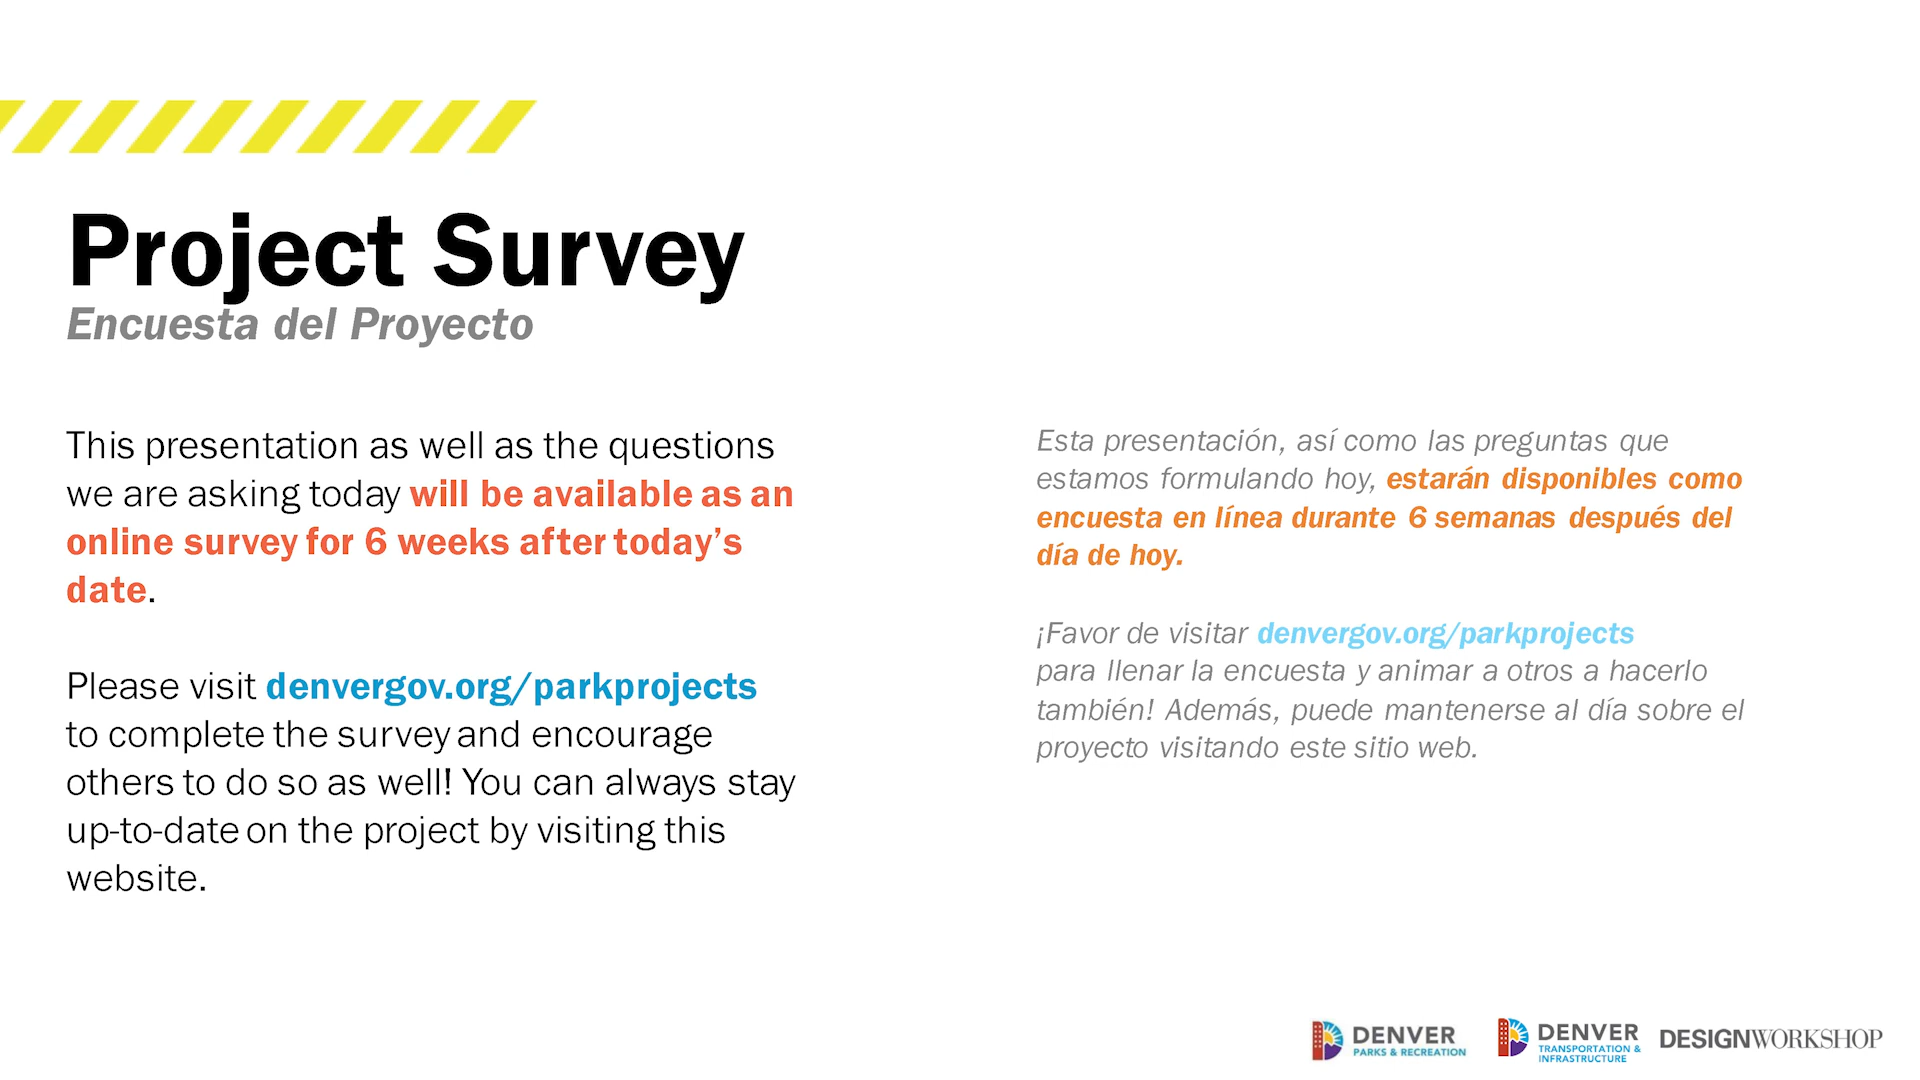 Project Survey
Encuesta del Proyecto
This presentation as well as the questions
we are asking today will be available as an
online survey for 6 weeks after today’s
date.
Please visit denvergov.org/parkprojects
to complete the survey and encourage
others to do so as well! You can always stay
up-to-date on the project by visiting this
website.
Esta presentación, así como las preguntas que
estamos formulando hoy, estarán disponibles como
encuesta en línea durante 6 semanas después del
día de hoy.
¡Favor de visitar denvergov.org/parkprojects
para llenar la encuesta y animar a otros a hacerlo
también! Además, puede mantenerse al día sobre el
proyecto visitando este sitio web.
DENVER
PARKS & RECREATION
DENVER
TRANSPORTATION &
INFRASTRUCTURE
DESIGNWORKSHOP